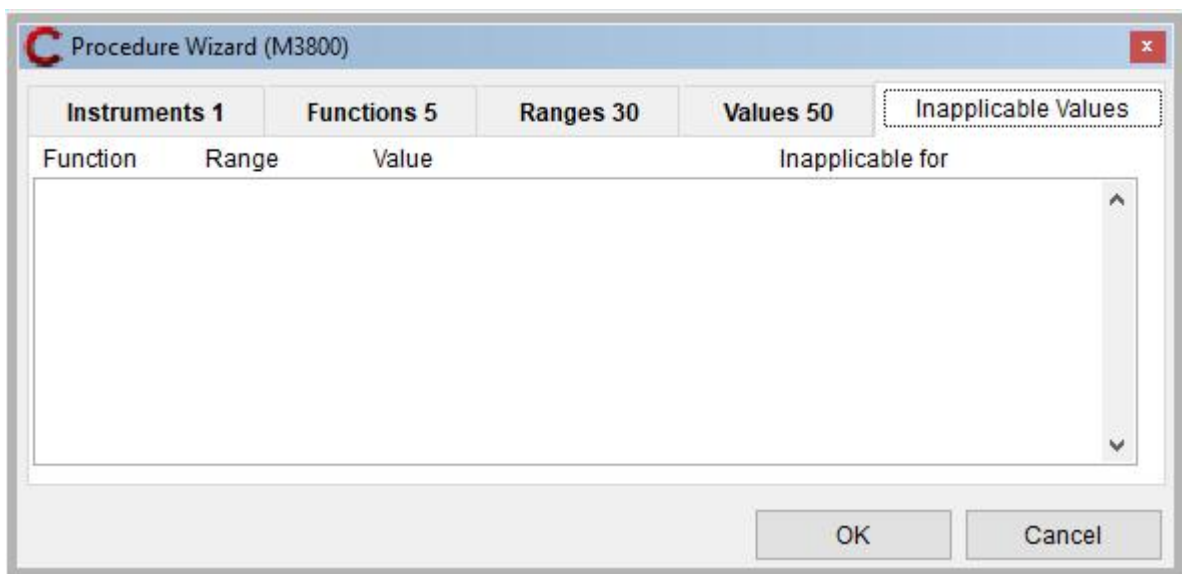 Procedure Wizard (M3800)
x
Instruments 1 Functions 5 Ranges 30 Values 50 Inapplicable Values
Function Range Value Inapplicable for
OK Cancel